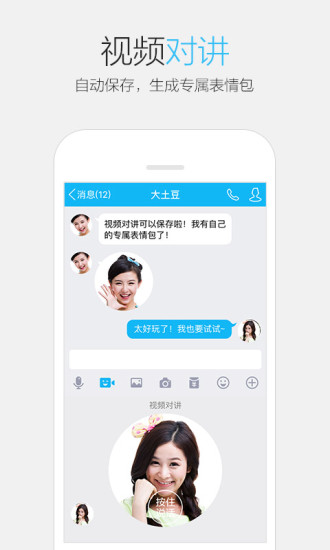 视频对讲
自动保存，生成专属表情包
消息(12)
大土豆
视频对讲可以保存啦！我有自己
的专属表情包了！
太好玩了！我也要试试~
视频对讲
按住
说话